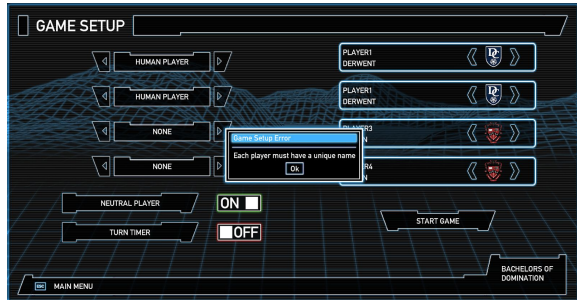 GAME SETUP
HUMAN PLAYER
PLAYER1
DERWENT
HUMAN PLAYER
PLAYER1
DERWENT
NONE
Game Setup Error
Each player must have a unique name
Ok
NONE
NEUTRAL PLAYER
ON
TURN TIMER
OFF
START GAME
ESC MAIN MENU
BACHELORS OF
DOMINATION